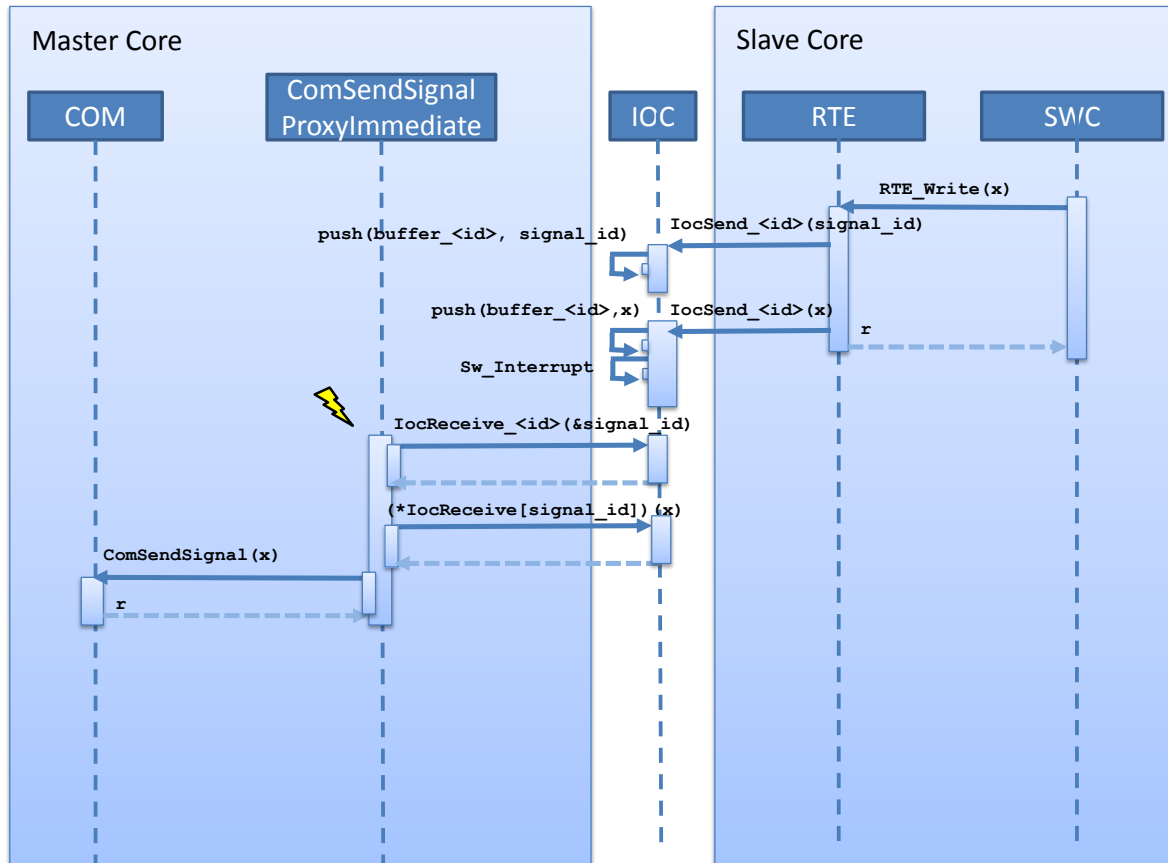 Master Core
Slave Core
COM
ComSendSignal
ProxyImmediate
IOC
RTE
SWC
RTE_Write(x)
IocSend_<id>(signal_id)
push(buffer_<id>, signal_id)
IocSend_<id>(x)
push(buffer_<id>,x)
r
Sw_Interrupt
IocReceive_<id>(&signal_id)
(*IocReceive[signal_id])(x)
ComSendSignal(x)
r